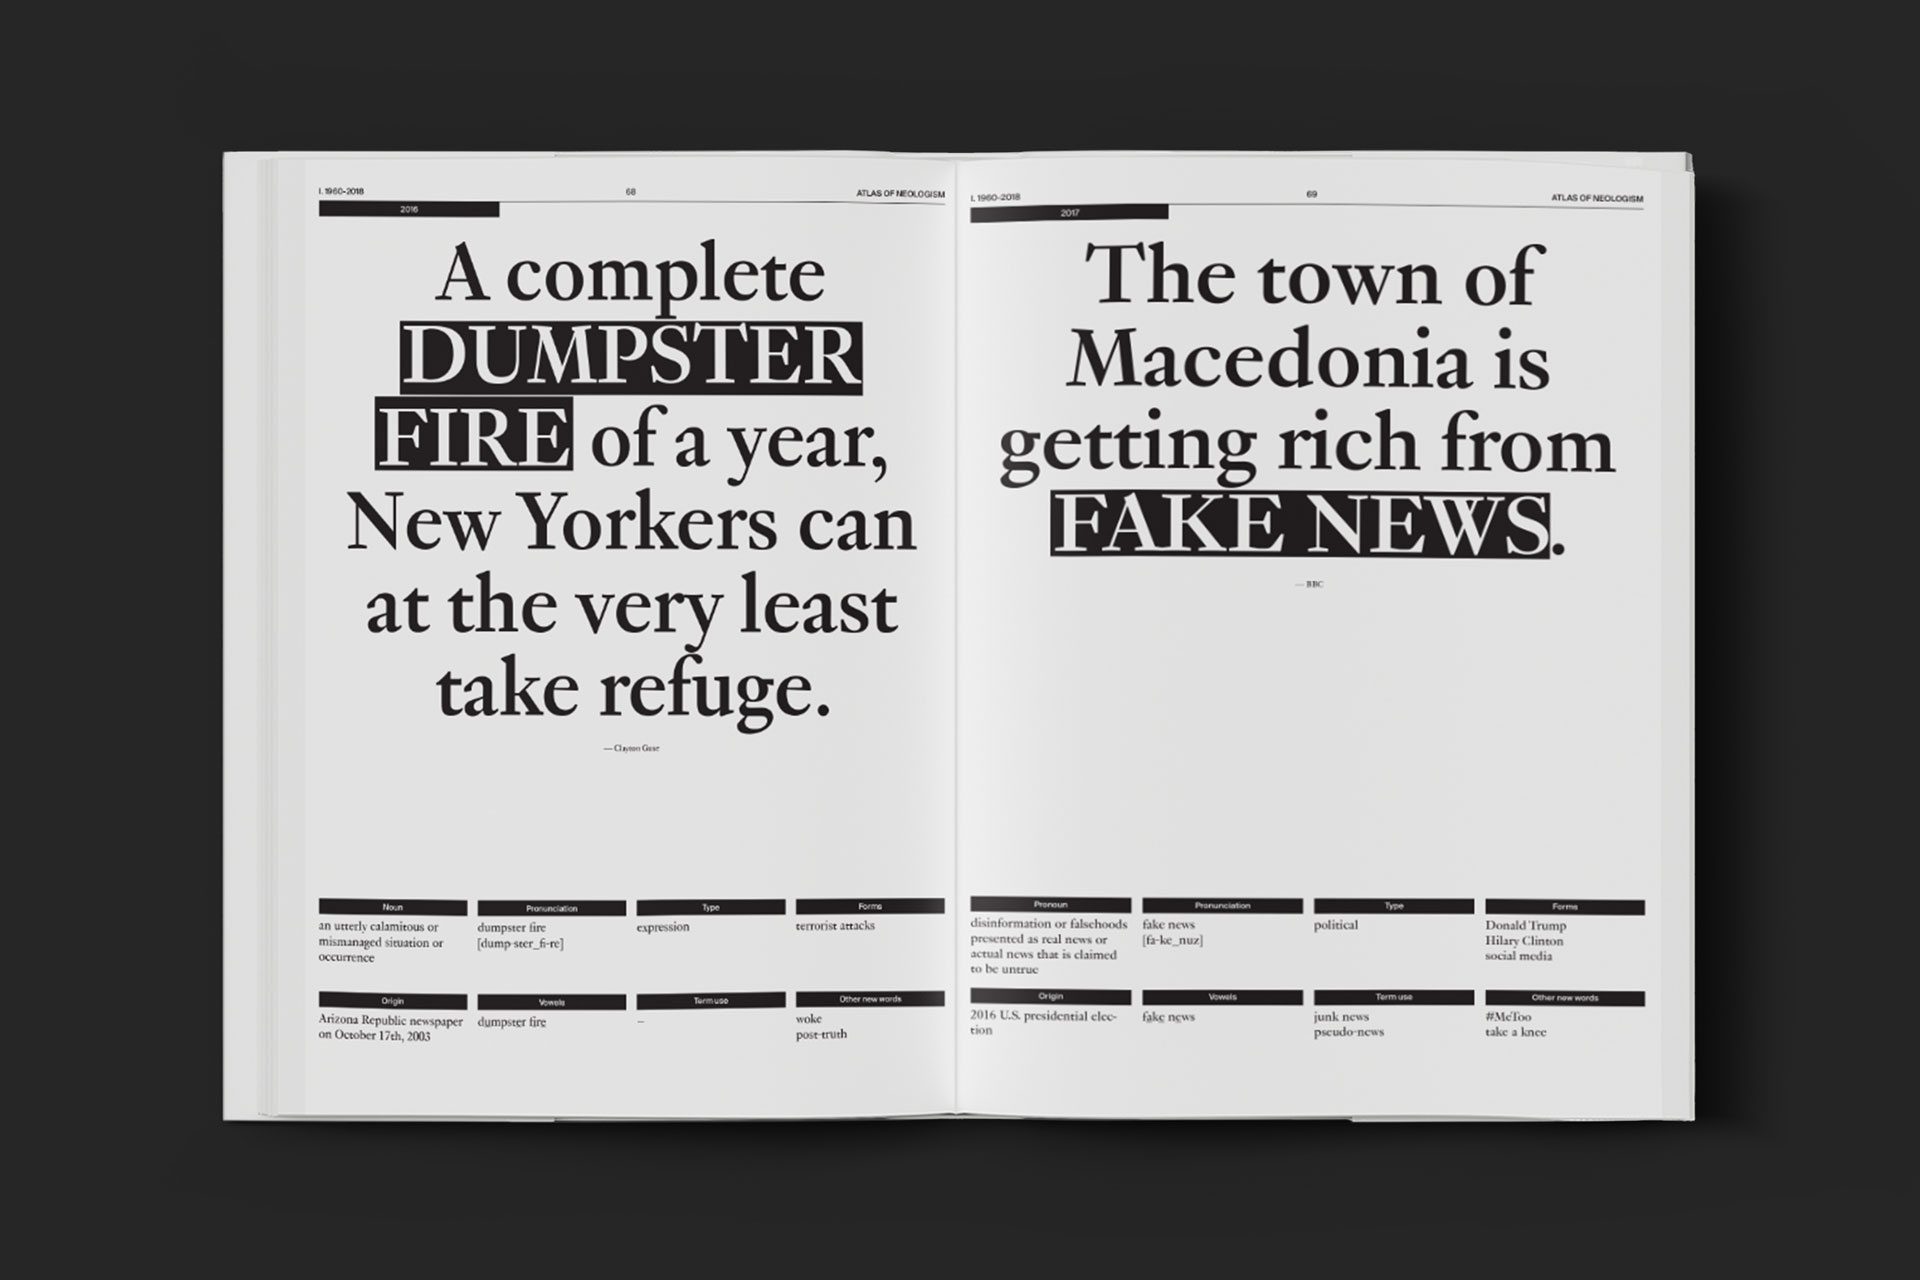 I. 1960-2018
68
ATLAS OF NEOLOGISM
2016
A complete
DUMPSTER
FIRE of a year,
New Yorkers can
at the very least
take refuge.
— Clayton Guse
Noun
an utterly calamitous or
mismanaged situation or
occurrence
Pronunciation
dumpster fire
[dump·ster_fi-re]
Type
expression
Forms
terrorist attacks
Origin
Arizona Republic newspaper
on October 17th, 2003
Vowels
dumpster fire
Term use
–
Other new words
woke
post-truth
I. 1960-2018
69
ATLAS OF NEOLOGISM
2017
The town of
Macedonia is
getting rich from
FAKE NEWS.
— BBC
Pronoun
disinformation or falsehoods
presented as real news or
actual news that is claimed
to be untrue
Pronunciation
fake news
[fa-ke_nuz]
Type
political
Forms
Donald Trump
Hilary Clinton
social media
Origin
2016 U.S. presidential elec-
tion
Vowels
fake news
Term use
junk news
pseudo-news
Other new words
#MeToo
take a knee